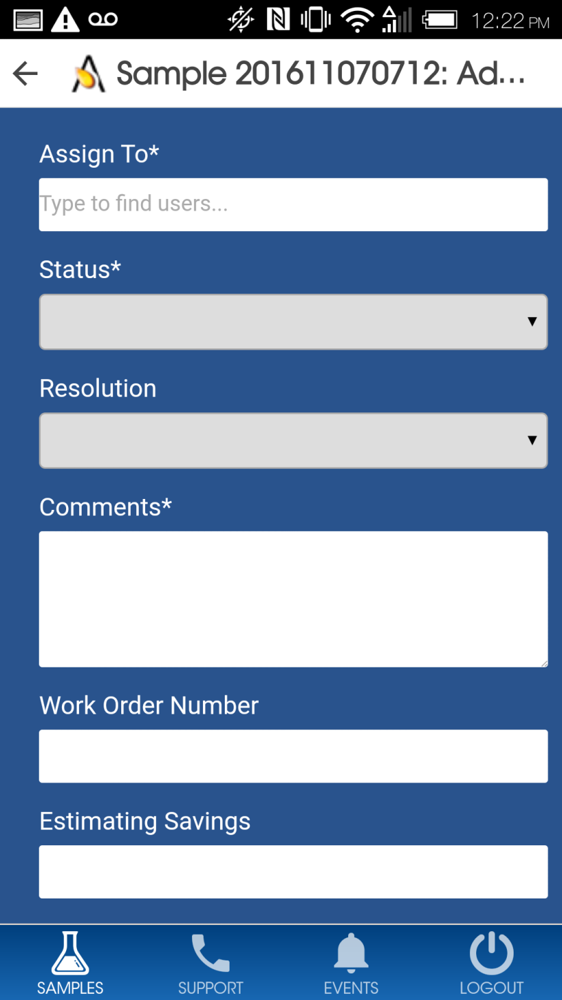 12:22 PM
Sample 201611070712: Ad...
Assign To*
Type to find users...
Status*
Resolution
Comments*
Work Order Number
Estimating Savings
SAMPLES SUPPORT EVENTS LOGOUT